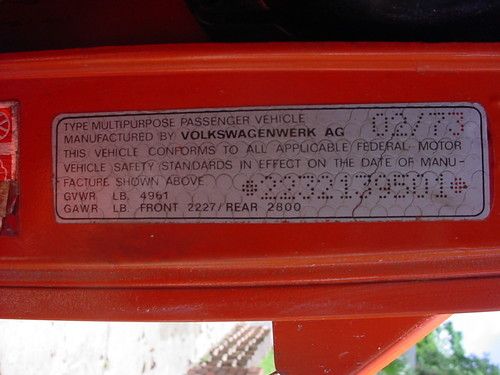 TYPE MULTIPURPOSE PASSENGER VEHICLE 02/73
MANUFACTURED BY VOLKSWAGENWERK AG
THIS VEHICLE CONFORMS TO ALL APPLICABLE FEDERAL MOTOR
VEHICLE SAFETY STANDARDS IN EFFECT ON THE DATE OF MANU-
FACTURE SHOWN ABOVE
GVWR LB. 4961
GAWR LB. FRONT 2227/REAR 2800